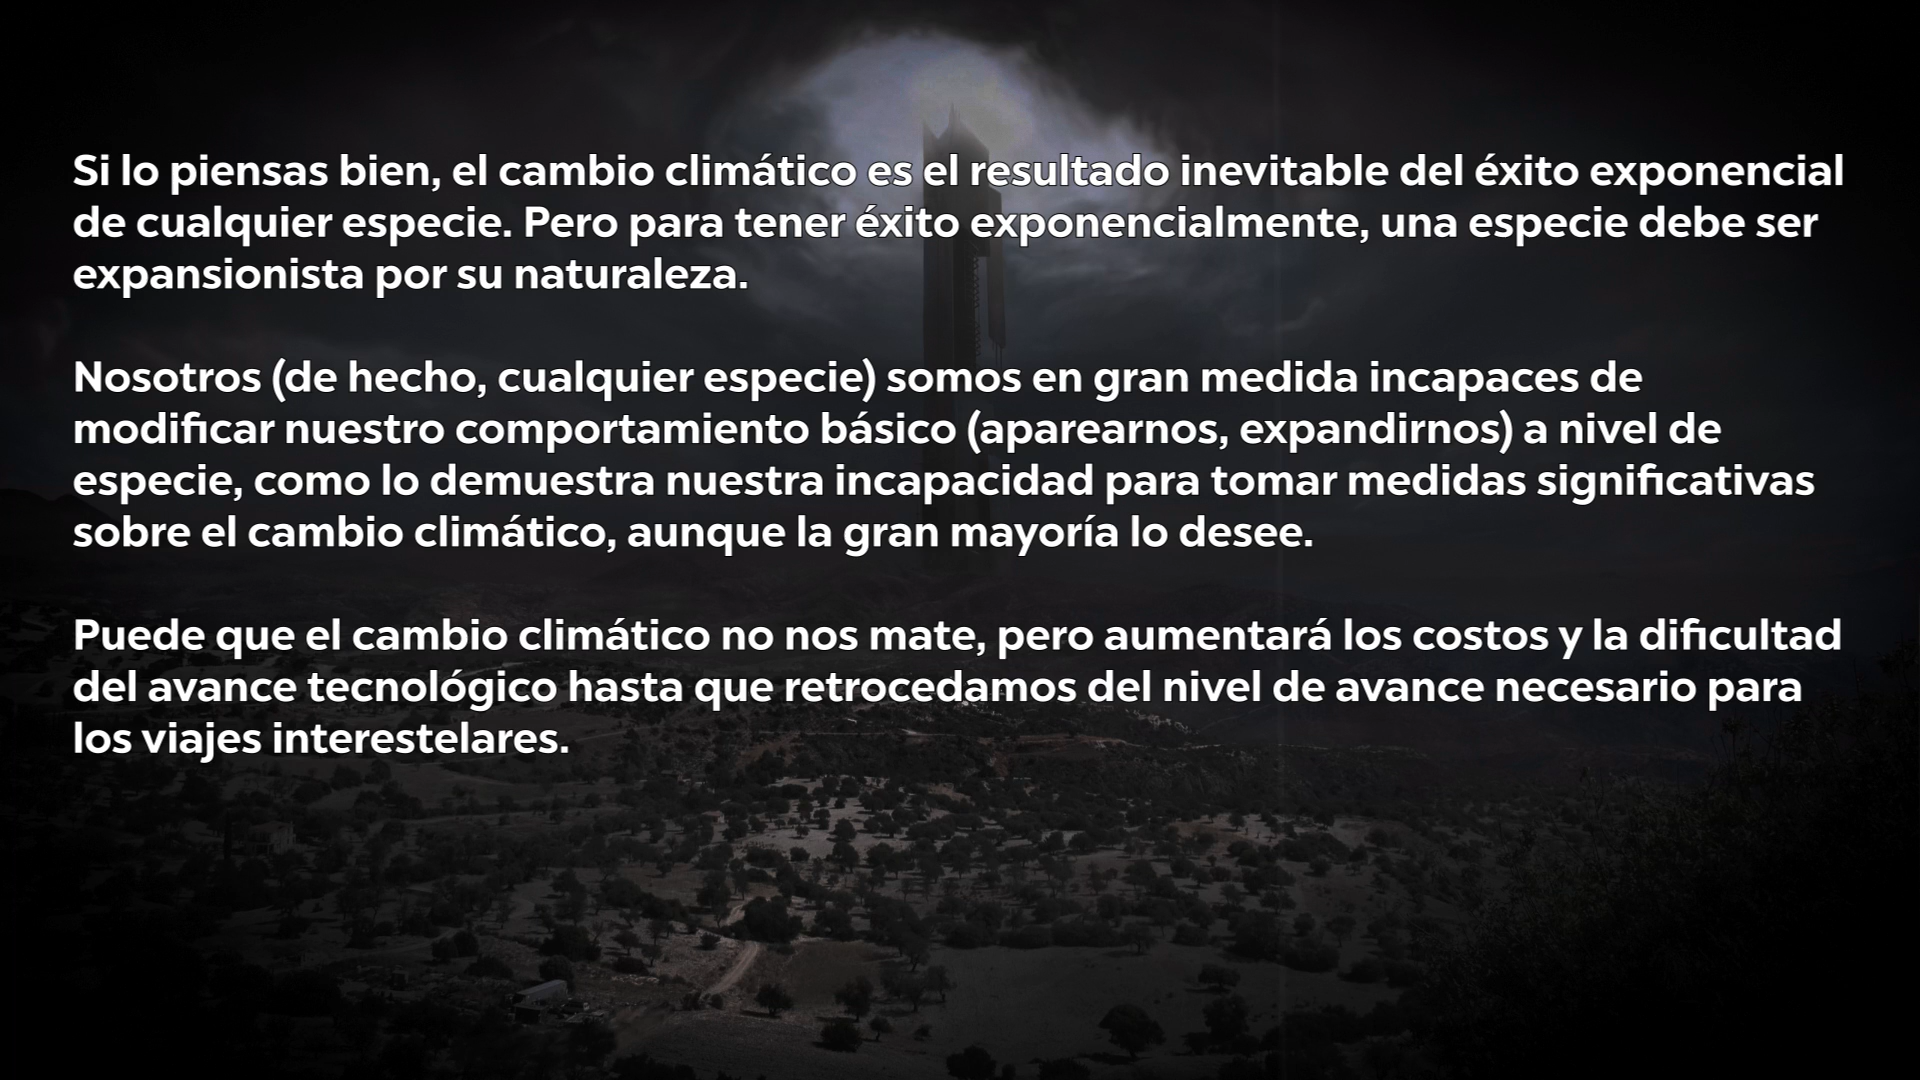 Si lo piensas bien, el cambio climático es el resultado inevitable del éxito exponencial
de cualquier especie. Pero para tener éxito exponencialmente, una especie debe ser
expansionista por su naturaleza.
Nosotros (de hecho, cualquier especie) somos en gran medida incapaces de
modificar nuestro comportamiento básico (aparearnos, expandirnos) a nivel de
especie, como lo demuestra nuestra incapacidad para tomar medidas significativas
sobre el cambio climático, aunque la gran mayoría lo desee.
Puede que el cambio climático no nos mate, pero aumentará los costos y la dificultad
del avance tecnológico hasta que retrocedamos del nivel de avance necesario para
los viajes interestelares.